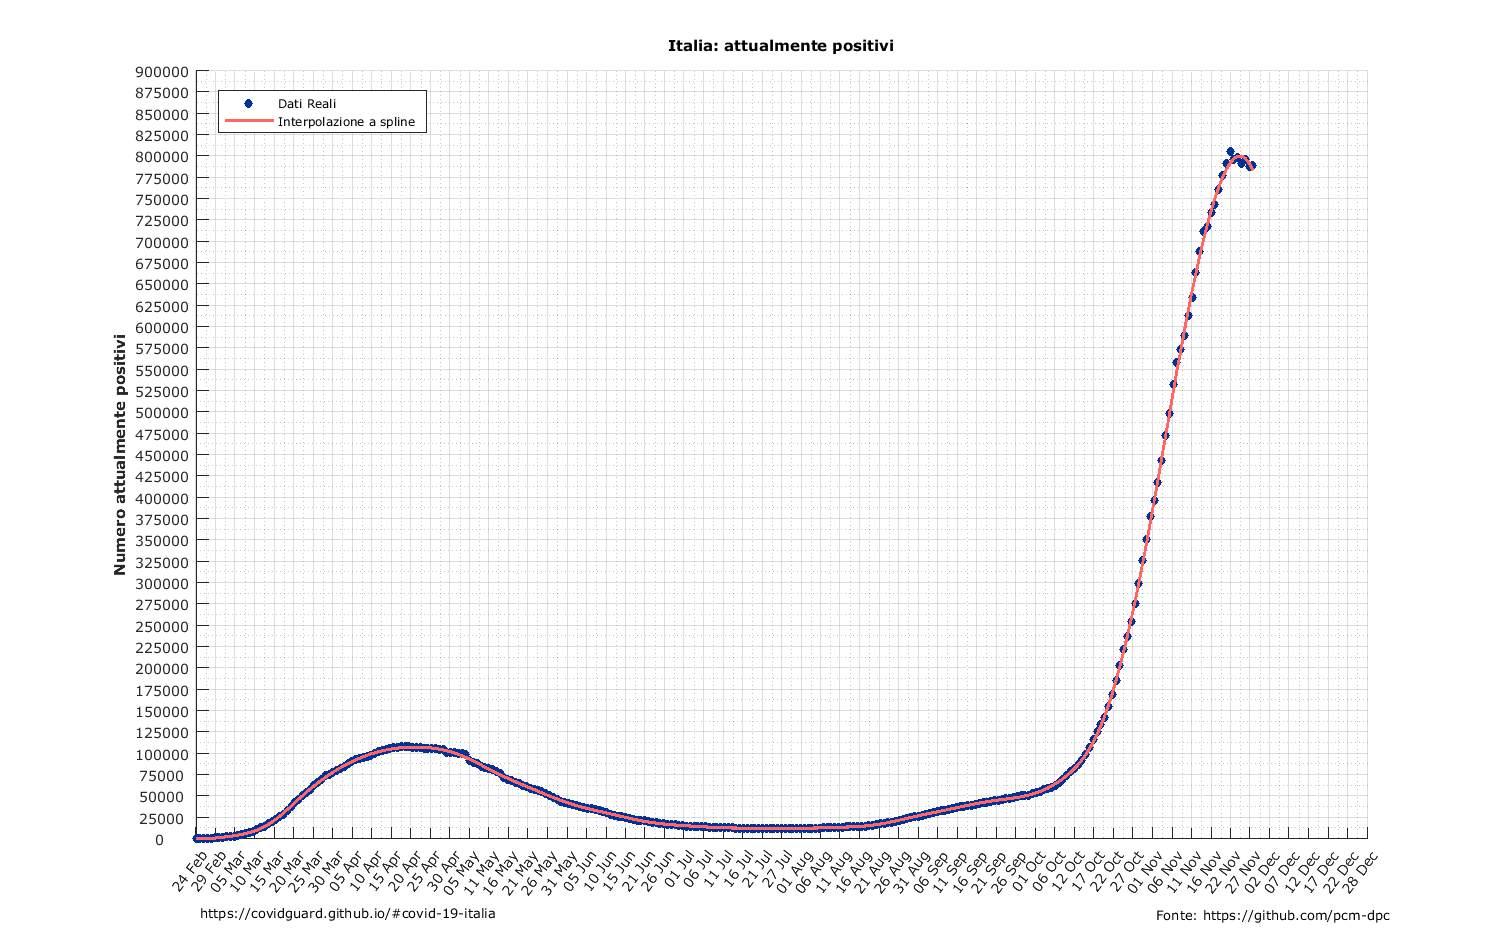 Italia: attualmente positivi
Dati Reali
Interpolazione a spline
Numero attualmente positivi
900000
875000
850000
825000
800000
775000
750000
725000
700000
675000
650000
625000
600000
575000
550000
525000
500000
475000
450000
425000
400000
375000
350000
325000
300000
275000
250000
225000
200000
175000
150000
125000
100000
75000
50000
25000
0
24 Feb
29 Feb
05 Mar
10 Mar
15 Mar
20 Mar
25 Mar
30 Mar
05 Apr
10 Apr
15 Apr
20 Apr
25 Apr
30 Apr
05 May
11 May
16 May
21 May
26 May
31 May
05 Jun
10 Jun
15 Jun
21 Jun
26 Jun
01 Jul
06 Jul
11 Jul
16 Jul
21 Jul
27 Jul
01 Aug
06 Aug
11 Aug
16 Aug
21 Aug
26 Aug
31 Aug
06 Sep
11 Sep
16 Sep
21 Sep
26 Sep
01 Oct
06 Oct
12 Oct
17 Oct
22 Oct
27 Oct
01 Nov
06 Nov
11 Nov
16 Nov
22 Nov
27 Nov
02 Dec
07 Dec
12 Dec
17 Dec
22 Dec
28 Dec
https://covidguard.github.io/#covid-19-italia
Fonte: https://github.com/pcm-dpc